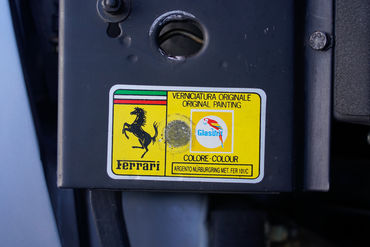 VERNICIATURA ORIGINALE
ORIGINAL PAINTING
Glasurit
Ferrari
COLORE-COLOUR
ARGENTO NÜRBURGRING MET. FER 101/C